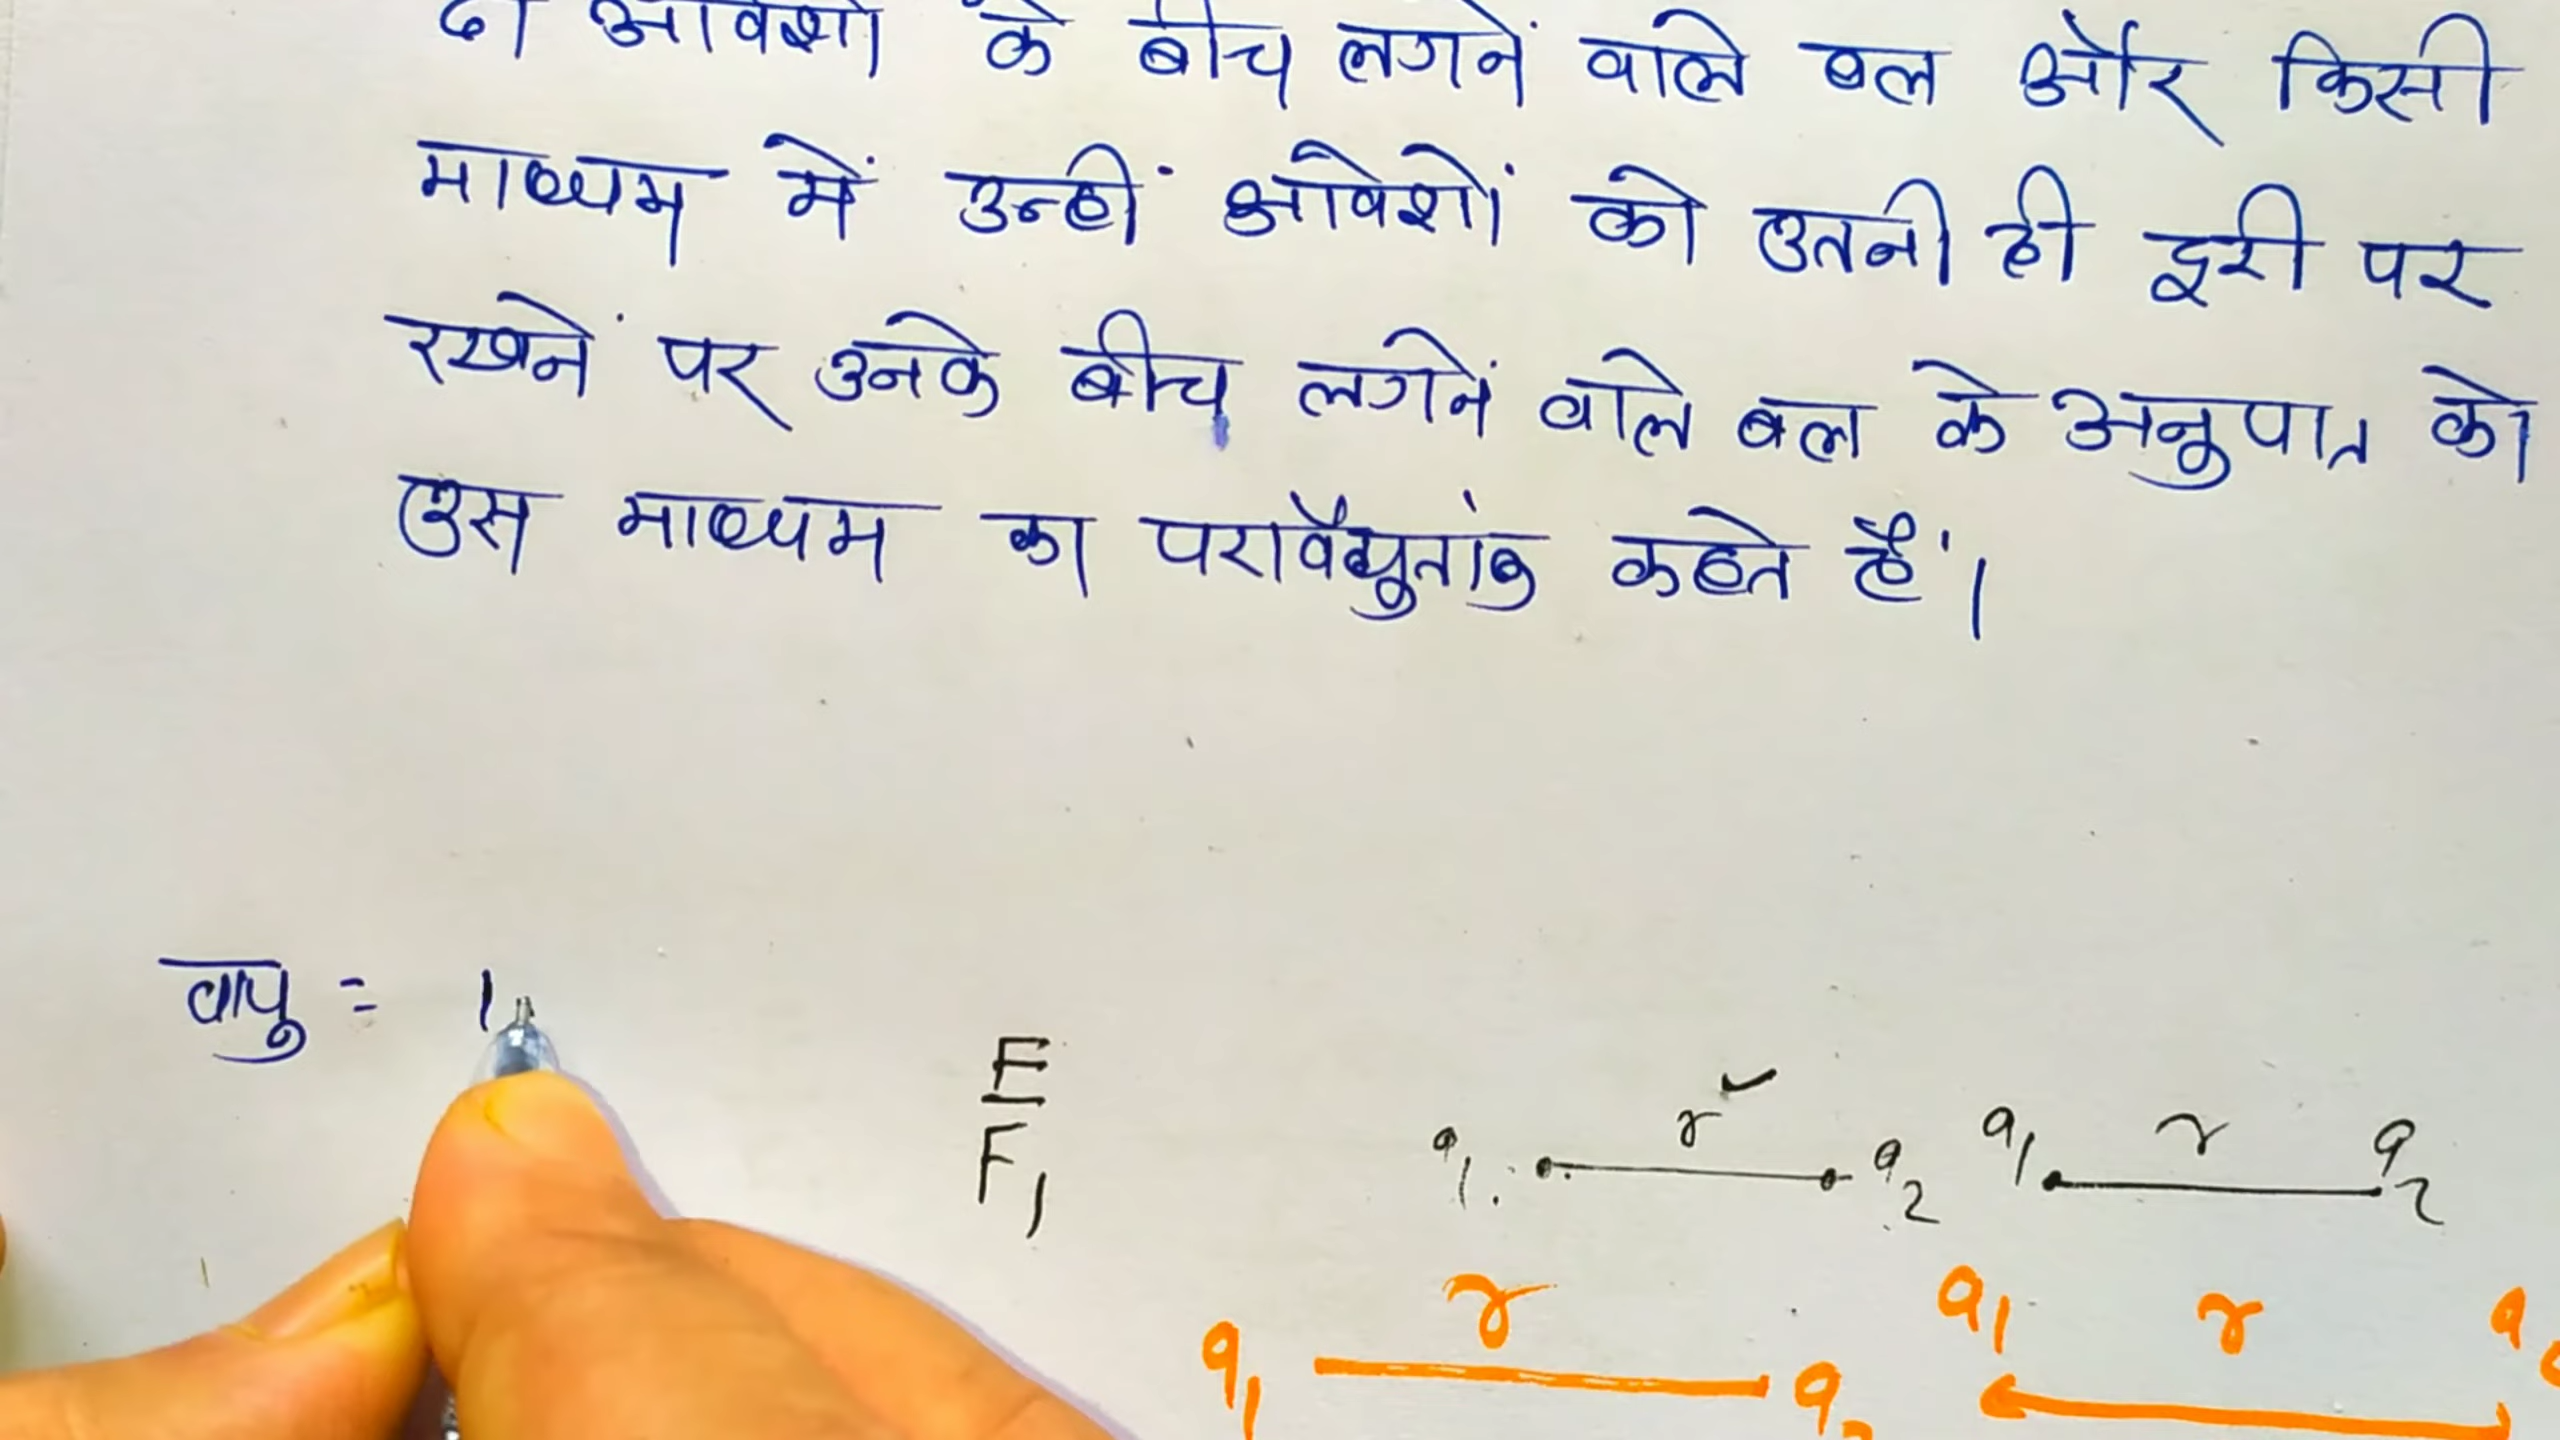 दो आवेशों के बीच लगनें वाले बल और किसी
माध्यम में उन्हीं आवेशों को उतनी ही दूरी पर
रखनें पर उनके बीच लगनें वाले बल के अनुपात को
उस माध्यम का परावैद्युतांक कहते हैं।
वायु = 1
F
F1
q1 r q2 q1 r q2
q1 r q2 q1 r q